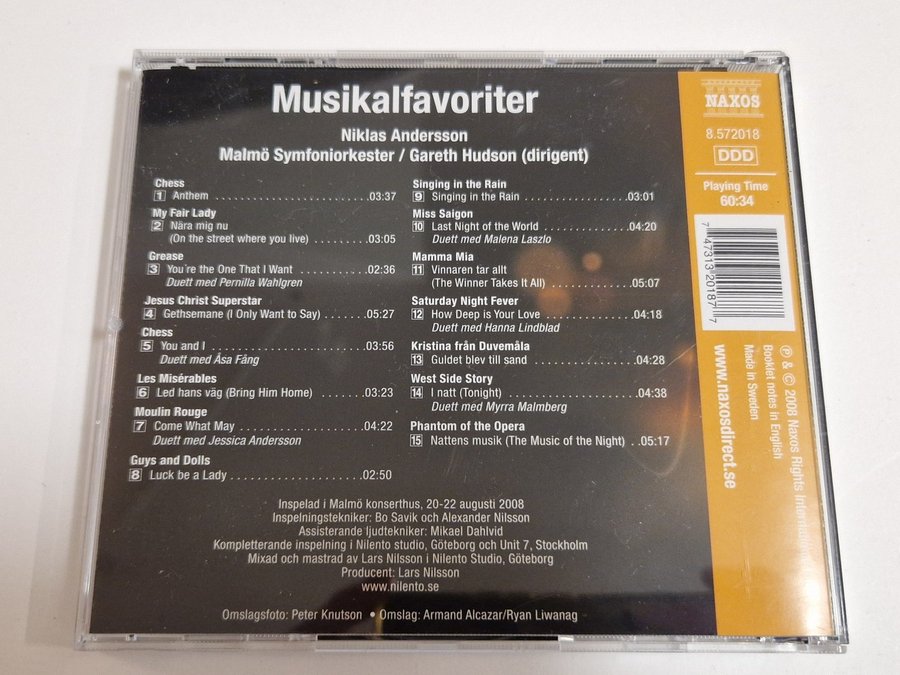 Musikalfavoriter
Niklas Andersson
Malmö Symfoniorkester / Gareth Hudson (dirigent)
Chess
1 Anthem ........................................03:37
My Fair Lady
2 Nära mig nu
(On the street where you live) ..........03:05
Grease
3 You're the One That I Want ..............02:36
Duett med Pernilla Wahlgren
Jesus Christ Superstar
4 Gethsemane (I Only Want to Say) ........05:27
Chess
5 You and I ....................................03:56
Duett med Åsa Fång
Les Misérables
6 Led hans väg (Bring Him Home) ..........03:23
Moulin Rouge
7 Come What May ............................04:22
Duett med Jessica Andersson
Guys and Dolls
8 Luck be a Lady ..............................02:50
Singing in the Rain
9 Singing in the Rain ........................03:01
Miss Saigon
10 Last Night of the World ..................04:20
Duett med Malena Laszlo
Mamma Mia
11 Vinnaren tar allt
(The Winner Takes It All) ................05:07
Saturday Night Fever
12 How Deep is Your Love ..................04:18
Duett med Hanna Lindblad
Kristina från Duvemåla
13 Guldet blev till sand ......................04:28
West Side Story
14 I natt (Tonight) ............................04:38
Duett med Myrra Malmberg
Phantom of the Opera
15 Nattens musik (The Music of the Night) ..05:17
Inspelad i Malmö konserthus, 20-22 augusti 2008
Inspelningstekniker: Bo Savik och Alexander Nilsson
Assisterande ljudtekniker: Mikael Dahlvid
Kompletterande inspelning i Nilento studio, Göteborg och Unit 7, Stockholm
Mixad och mastrad av Lars Nilsson i Nilento Studio, Göteborg
Producent: Lars Nilsson
www.nilento.se
Omslagsfoto: Peter Knutson • Omslag: Armand Alcazar/Ryan Liwanag
NAXOS
8.572018
DDD
Playing Time
60:34
7 47313 20187 7
℗ & © 2008 Naxos Rights
Booklet notes in English
Made in Sweden
www.naxosdirect.se